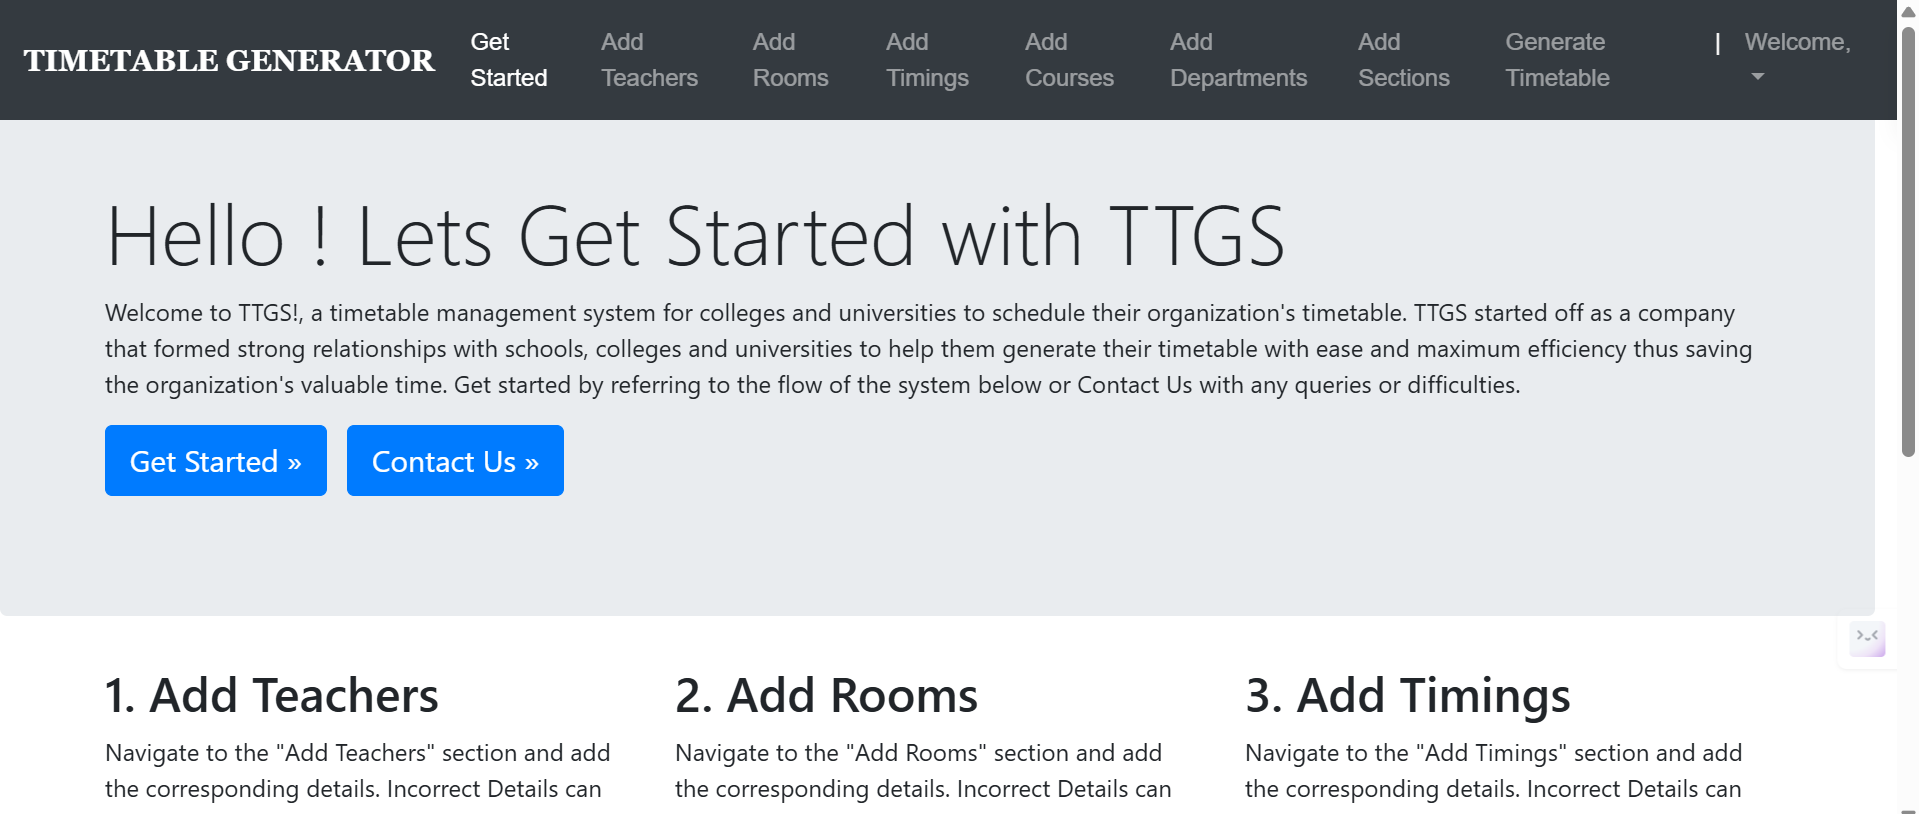 TIMETABLE GENERATOR
Get Started
Add Teachers
Add Rooms
Add Timings
Add Courses
Add Departments
Add Sections
Generate Timetable
| Welcome,
Hello ! Lets Get Started with TTGS
Welcome to TTGS!, a timetable management system for colleges and universities to schedule their organization's timetable. TTGS started off as a company
that formed strong relationships with schools, colleges and universities to help them generate their timetable with ease and maximum efficiency thus saving
the organization's valuable time. Get started by referring to the flow of the system below or Contact Us with any queries or difficulties.
Get Started »
Contact Us »
1. Add Teachers
Navigate to the "Add Teachers" section and add
the corresponding details. Incorrect Details can
2. Add Rooms
Navigate to the "Add Rooms" section and add
the corresponding details. Incorrect Details can
3. Add Timings
Navigate to the "Add Timings" section and add
the corresponding details. Incorrect Details can